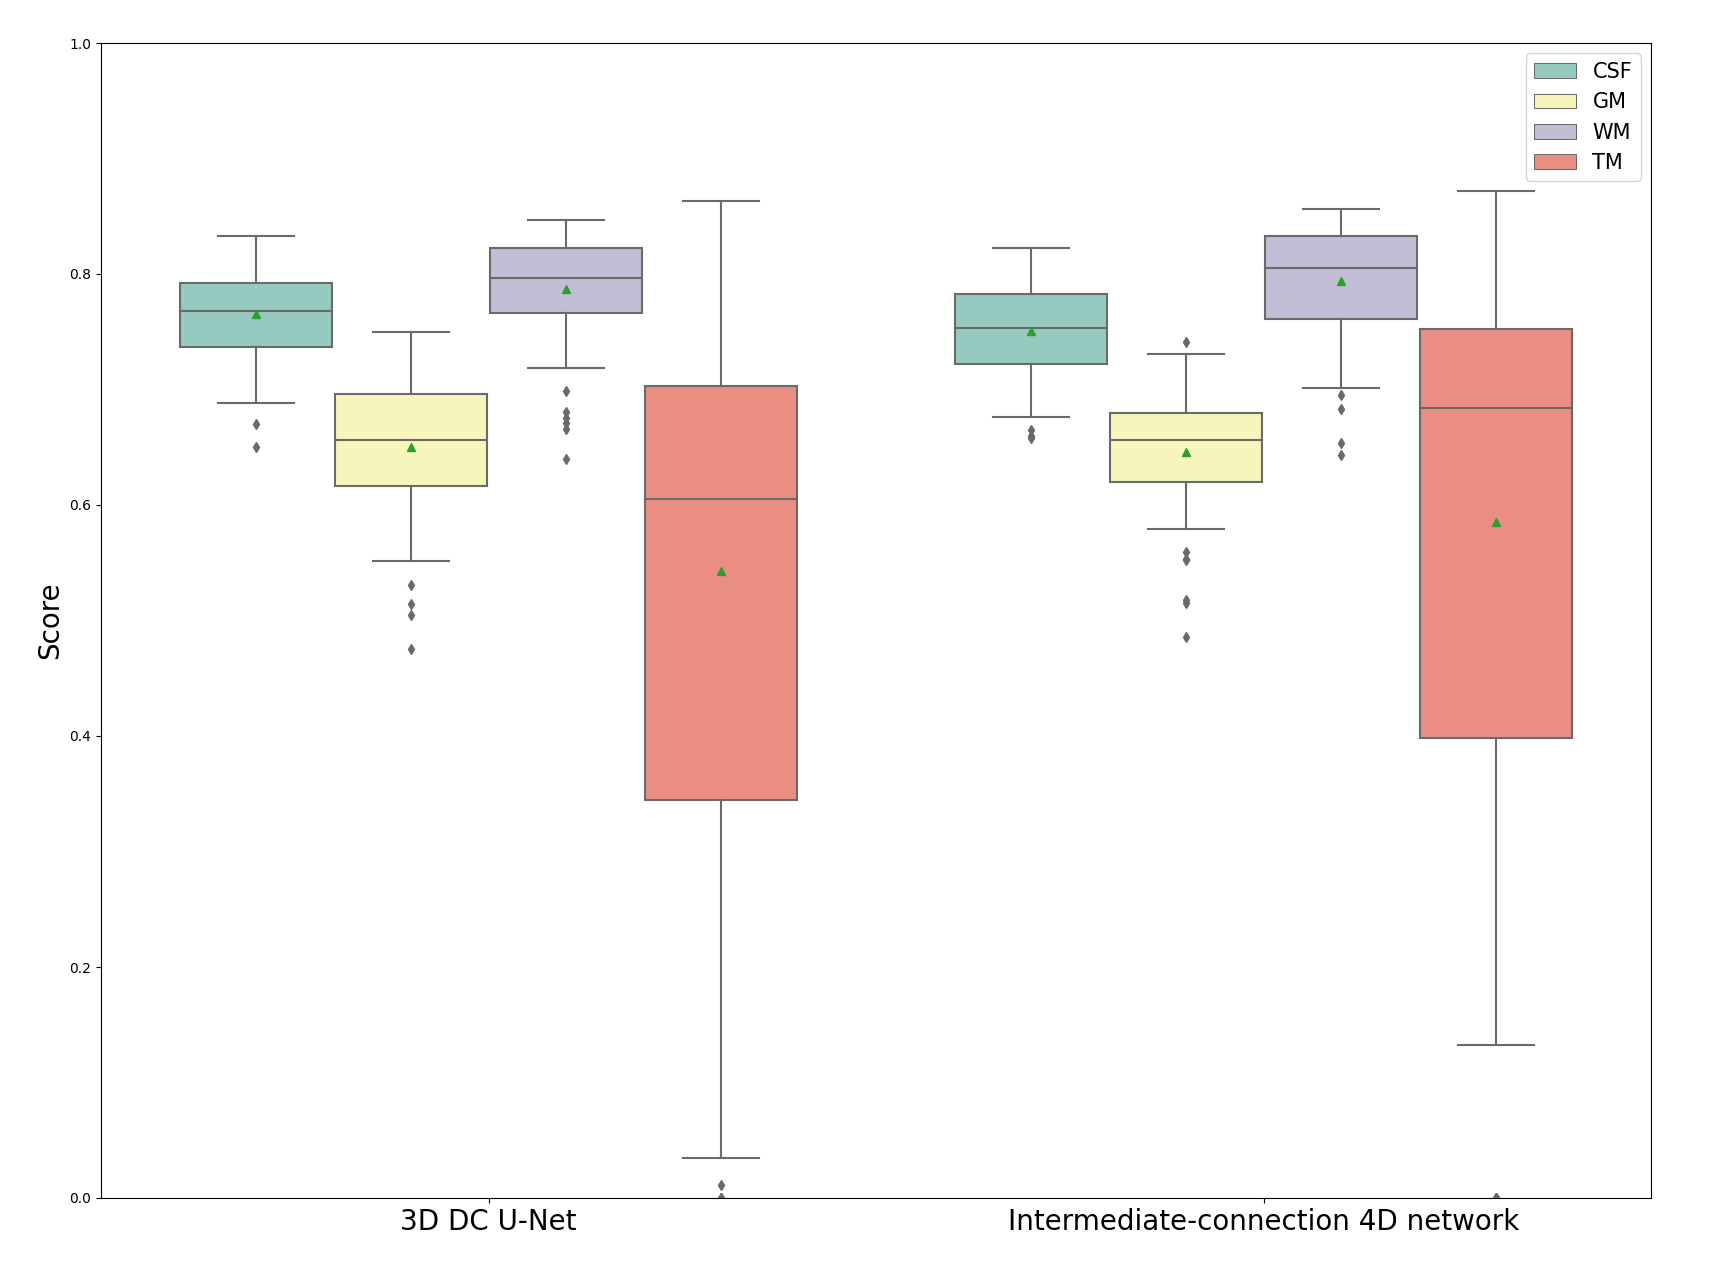 1.0
0.8
0.6
0.4
0.2
0.0
Score
CSF
GM
WM
TM
3D DC U-Net
Intermediate-connection 4D network